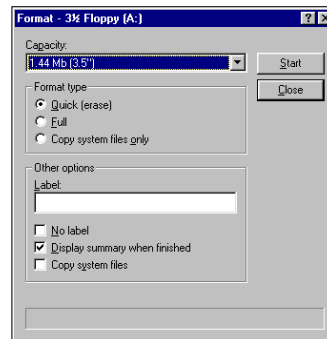 Format - 3½ Floppy (A:)
Capacity:
1.44 Mb (3.5")
Start
Close
Format type
Quick (erase)
Full
Copy system files only
Other options
Label:
No label
Display summary when finished
Copy system files